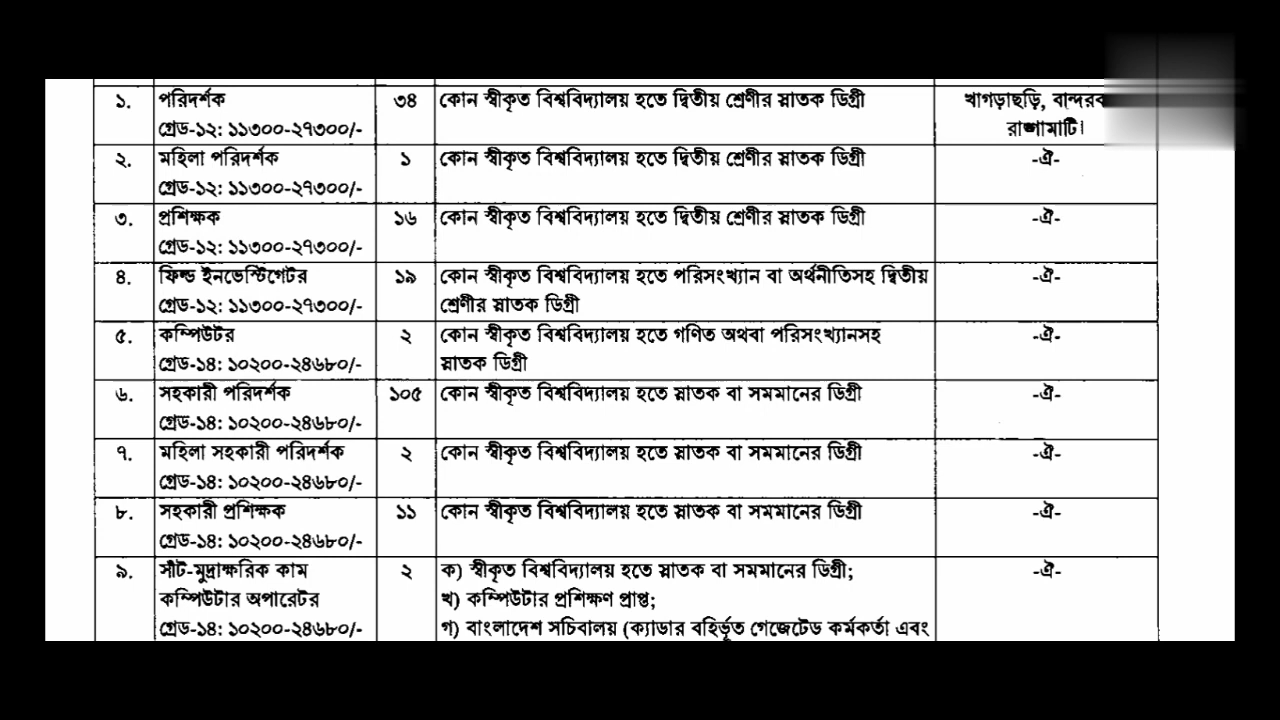 ১. পরিদর্শক ৩৪ কোন স্বীকৃত বিশ্ববিদ্যালয় হতে দ্বিতীয় শ্রেণীর স্নাতক ডিগ্রী খাগড়াছড়ি,
গ্রেড-১২: ১১৩০০-২৭৩০০/- রাঙ্গামাটি।
২. মহিলা পরিদর্শক ১ কোন স্বীকৃত বিশ্ববিদ্যালয় হতে দ্বিতীয় শ্রেণীর স্নাতক ডিগ্রী -ঐ-
গ্রেড-১২: ১১৩০০-২৭৩০০/-
৩. প্রশিক্ষক ১৬ কোন স্বীকৃত বিশ্ববিদ্যালয় হতে দ্বিতীয় শ্রেণীর স্নাতক ডিগ্রী -ঐ-
গ্রেড-১২: ১১৩০০-২৭৩০০/-
৪. ফিল্ড ইনভেস্টিগেটর ১৯ কোন স্বীকৃত বিশ্ববিদ্যালয় হতে পরিসংখ্যান বা অর্থনীতিসহ দ্বিতীয় -ঐ-
গ্রেড-১২: ১১৩০০-২৭৩০০/- শ্রেণীর স্নাতক ডিগ্রী
৫. কম্পিউটর ২ কোন স্বীকৃত বিশ্ববিদ্যালয় হতে গণিত অথবা পরিসংখ্যানসহ -ঐ-
গ্রেড-১৪: ১০২০০-২৪৬৮০/- স্নাতক ডিগ্রী
৬. সহকারী পরিদর্শক ১০৫ কোন স্বীকৃত বিশ্ববিদ্যালয় হতে স্নাতক বা সমমানের ডিগ্রী -ঐ-
গ্রেড-১৪: ১০২০০-২৪৬৮০/-
৭. মহিলা সহকারী পরিদর্শক ২ কোন স্বীকৃত বিশ্ববিদ্যালয় হতে স্নাতক বা সমমানের ডিগ্রী -ঐ-
গ্রেড-১৪: ১০২০০-২৪৬৮০/-
৮. সহকারী প্রশিক্ষক ১১ কোন স্বীকৃত বিশ্ববিদ্যালয় হতে স্নাতক বা সমমানের ডিগ্রী -ঐ-
গ্রেড-১৪: ১০২০০-২৪৬৮০/-
৯. সাঁট-মুদ্রাক্ষরিক কাম ২ ক) স্বীকৃত বিশ্ববিদ্যালয় হতে স্নাতক বা সমমানের ডিগ্রী; -ঐ-
কম্পিউটার অপারেটর খ) কম্পিউটার প্রশিক্ষণ প্রাপ্ত;
গ্রেড-১৪: ১০২০০-২৪৬৮০/- গ) বাংলাদেশ সচিবালয় (ক্যাডার বহির্ভূত গেজেটেড কর্মকর্তা এবং